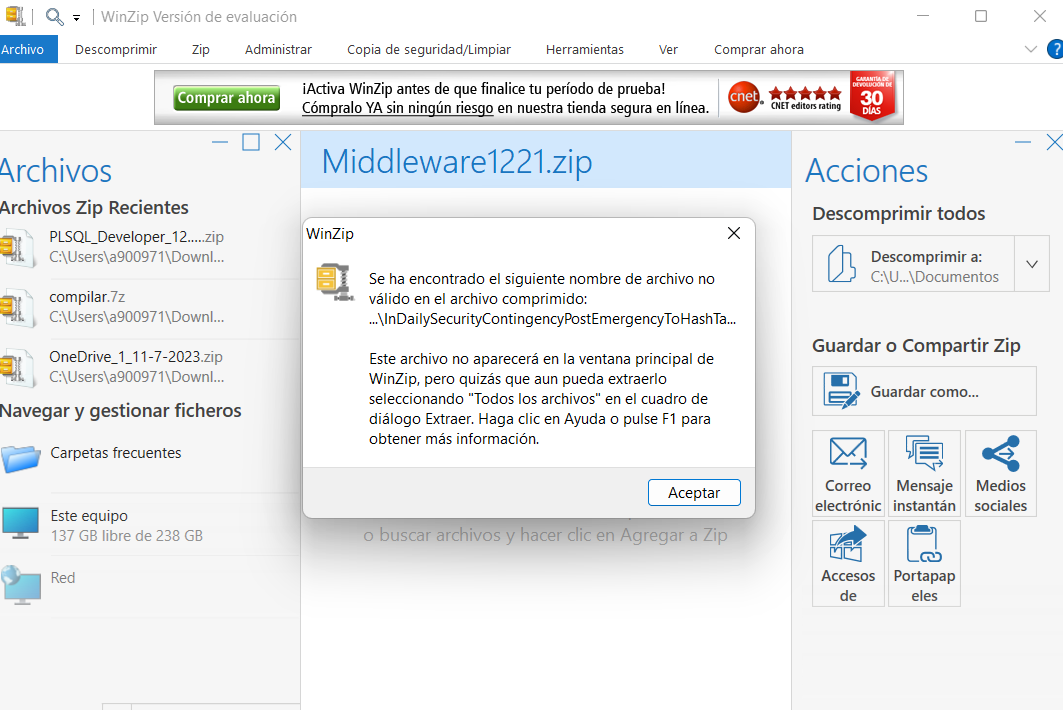 WinZip Versión de evaluación
Archivo Descomprimir Zip Administrar Copia de seguridad/Limpiar Herramientas Ver Comprar ahora
?
Comprar ahora
¡Activa WinZip antes de que finalice tu período de prueba!
Cómpralo YA sin ningún riesgo en nuestra tienda segura en línea.
cnet
CNET editors rating
GARANTÍA DE
DEVOLUCIÓN DE
30
DÍAS
Archivos
Archivos Zip Recientes
PLSQL_Developer_12.....zip
C:\Users\a900971\Downl...
compilar.7z
C:\Users\a900971\Downl...
OneDrive_1_11-7-2023.zip
C:\Users\a900971\Downl...
Navegar y gestionar ficheros
Carpetas frecuentes
Este equipo
137 GB libre de 238 GB
Red
Middleware1221.zip
WinZip
Se ha encontrado el siguiente nombre de archivo no
válido en el archivo comprimido:
...\InDailySecurityContingencyPostEmergencyToHashTa...
Este archivo no aparecerá en la ventana principal de
WinZip, pero quizás que aun pueda extraerlo
seleccionando "Todos los archivos" en el cuadro de
diálogo Extraer. Haga clic en Ayuda o pulse F1 para
obtener más información.
Aceptar
o buscar archivos y hacer clic en Agregar a Zip
Acciones
Descomprimir todos
Descomprimir a:
C:\U...\Documentos
Guardar o Compartir Zip
Guardar como...
Correo
electrónic
Mensaje
instantán
Medios
sociales
Accesos
de
Portapap
eles